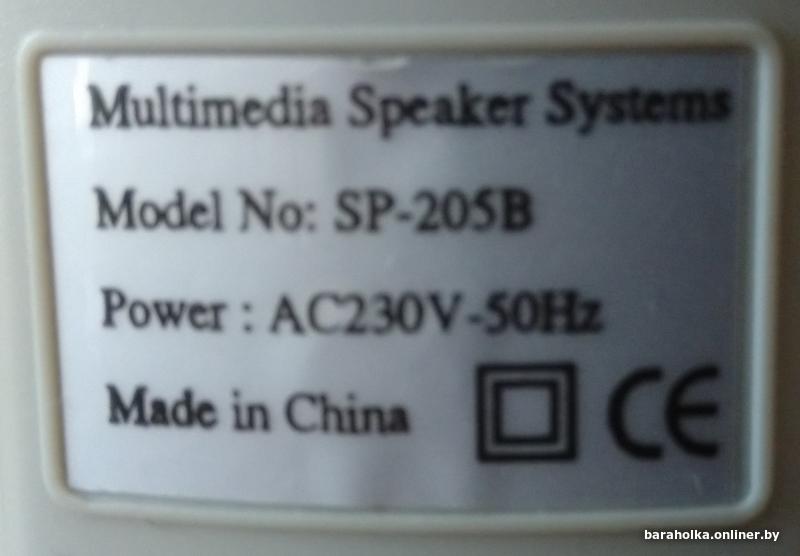 Multimedia Speaker Systems
Model No: SP-205B
Power : AC230V-50Hz
Made in China CE
baraholka.onliner.by